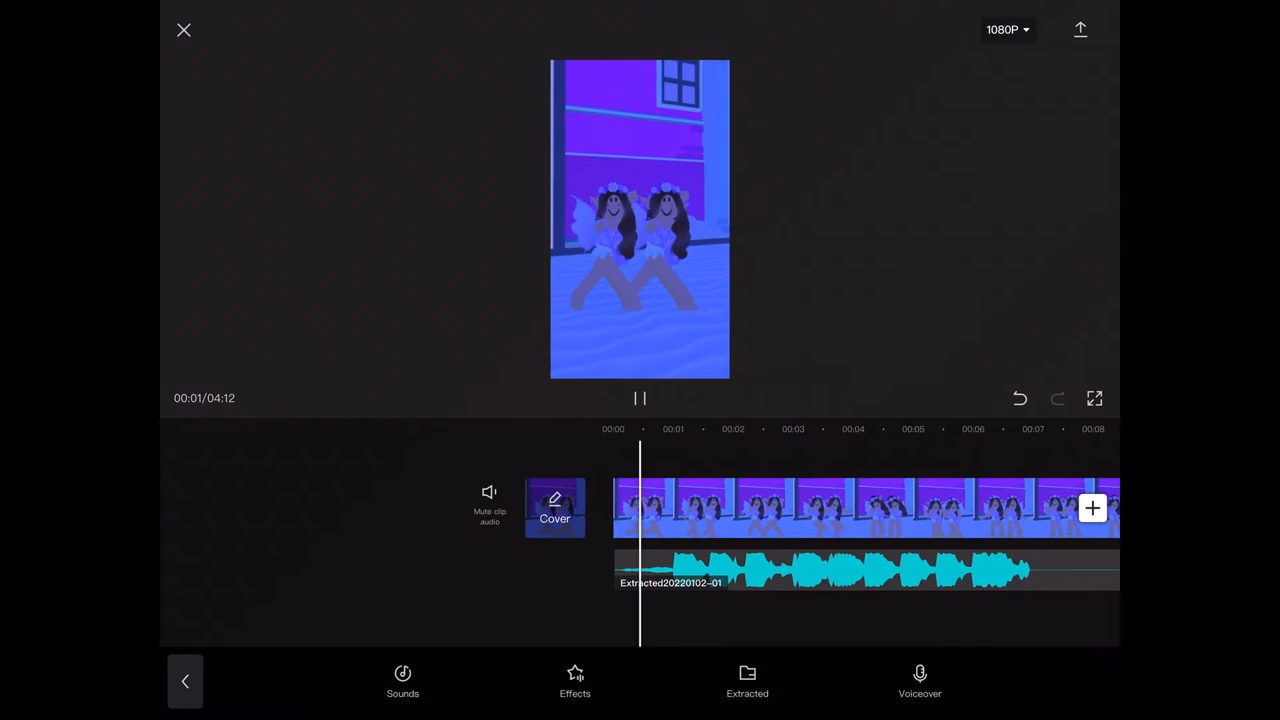 1080P
00:01/04:12
00:00 00:01 00:02 00:03 00:04 00:05 00:06 00:07 00:08
Mute clip
audio
Cover
Extracted20220102-01
Sounds Effects Extracted Voiceover